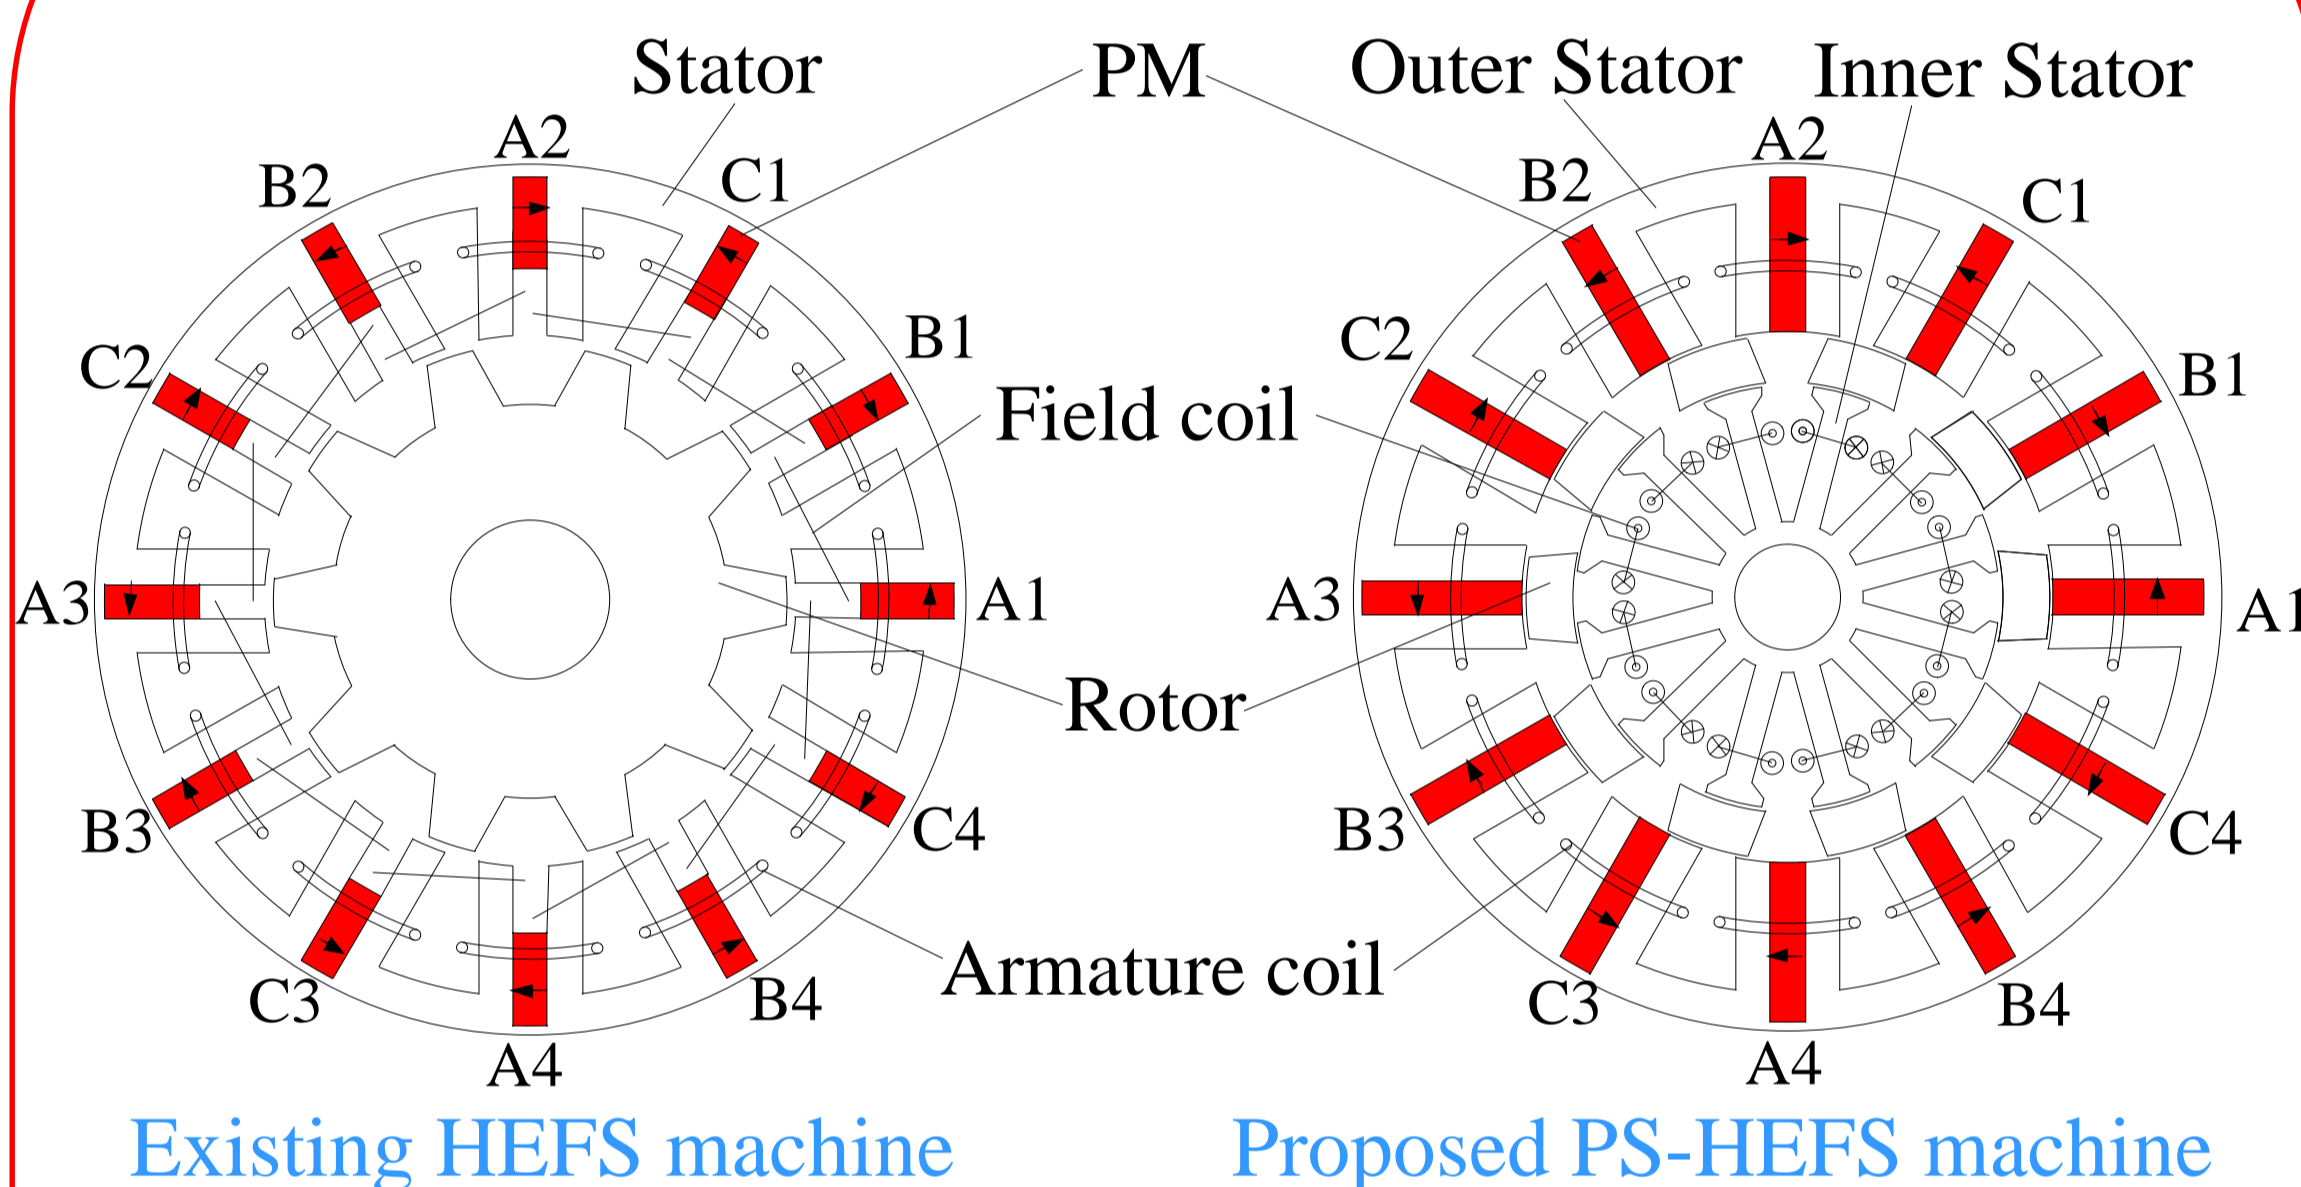 Stator
PM
Outer Stator
Inner Stator
A2
C1
B2
B1
C2
A3
A1
B3
C4
C3
B4
A4
A2
B2
C1
C2
B1
A3
A1
B3
C4
C3
B4
A4
Field coil
Rotor
Armature coil
Existing HEFS machine
Proposed PS-HEFS machine